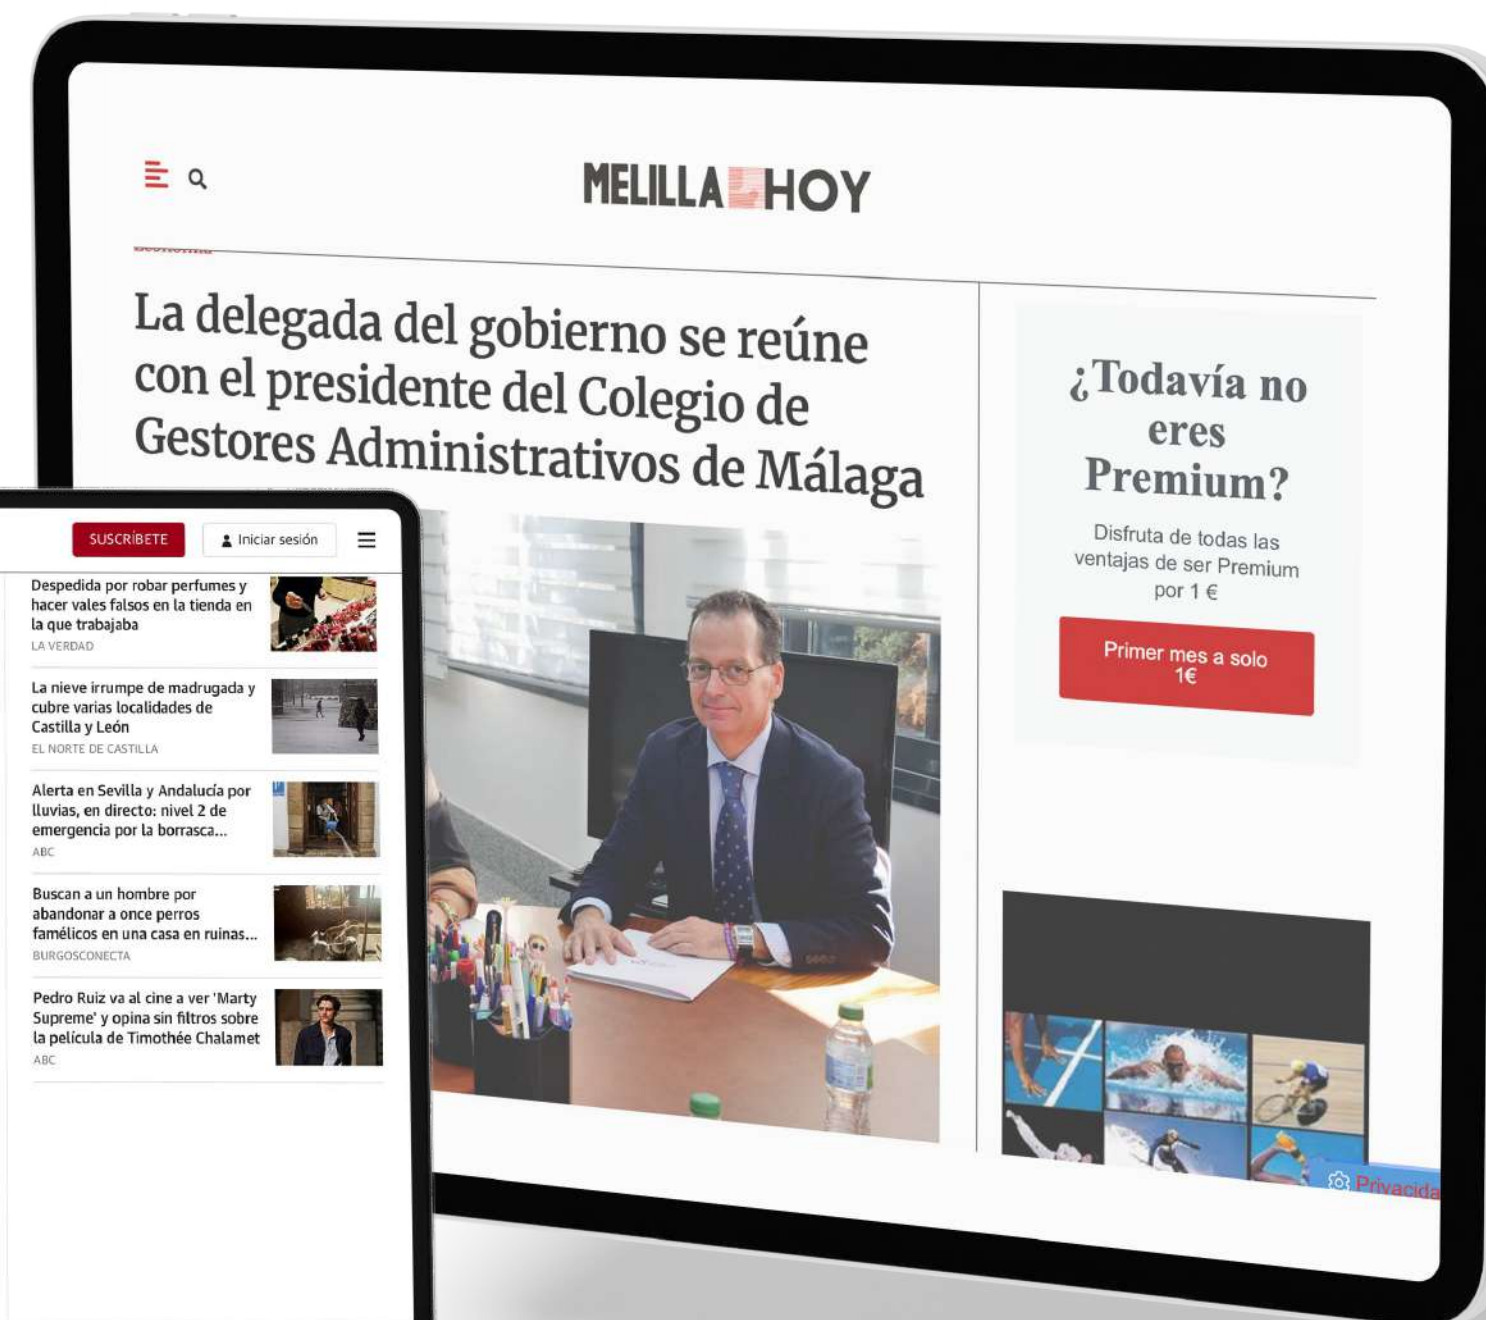 MELILLA HOY
La delegada del gobierno se reúne
con el presidente del Colegio de
Gestores Administrativos de Málaga
¿Todavía no
eres
Premium?
Disfruta de todas las
ventajas de ser Premium
por 1 €
Primer mes a solo
1€
Privacida
SUSCRÍBETE
Iniciar sesión
Despedida por robar perfumes y
hacer vales falsos en la tienda en
la que trabajaba
LA VERDAD
La nieve irrumpe de madrugada y
cubre varias localidades de
Castilla y León
EL NORTE DE CASTILLA
Alerta en Sevilla y Andalucía por
lluvias, en directo: nivel 2 de
emergencia por la borrasca...
ABC
Buscan a un hombre por
abandonar a once perros
famélicos en una casa en ruinas...
BURGOSCONECTA
Pedro Ruiz va al cine a ver 'Marty
Supreme' y opina sin filtros sobre
la película de Timothée Chalamet
ABC